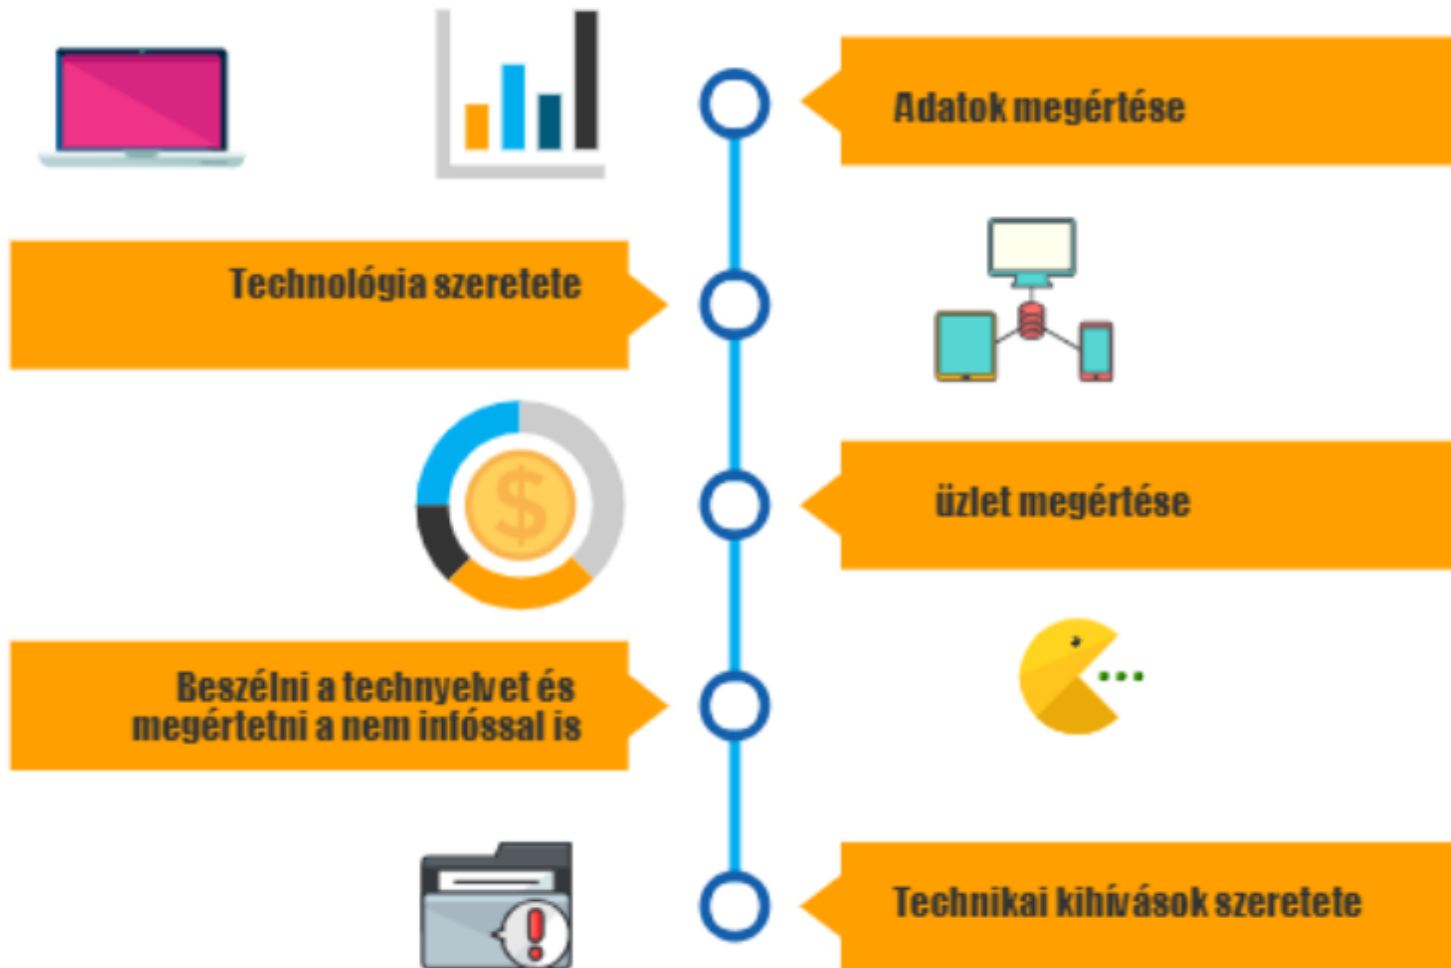 Adatok megértése
Technológia szeretete
üzlet megértése
Beszélni a technyelvet és
megértetni a nem infóssal is
Technikai kihívások szeretete